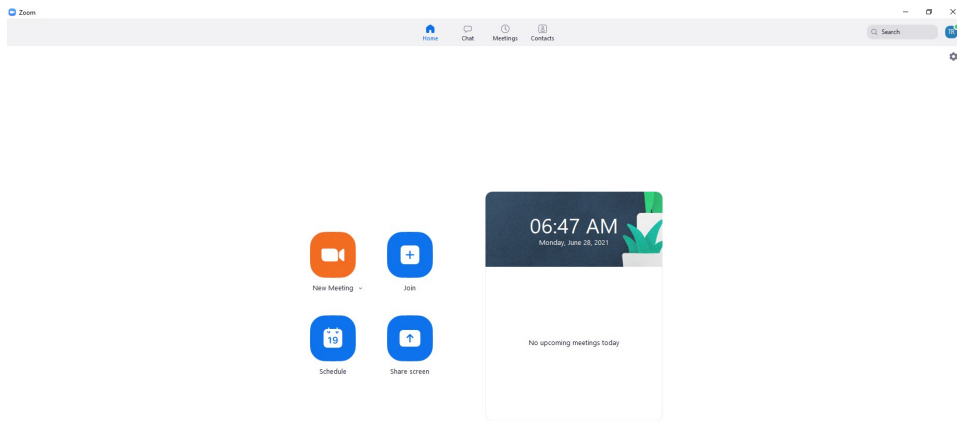 Zoom
Home
Chat
Meetings
Contacts
Search
TR
06:47 AM
Monday, June 28, 2021
New Meeting
Join
19
Schedule
Share screen
No upcoming meetings today